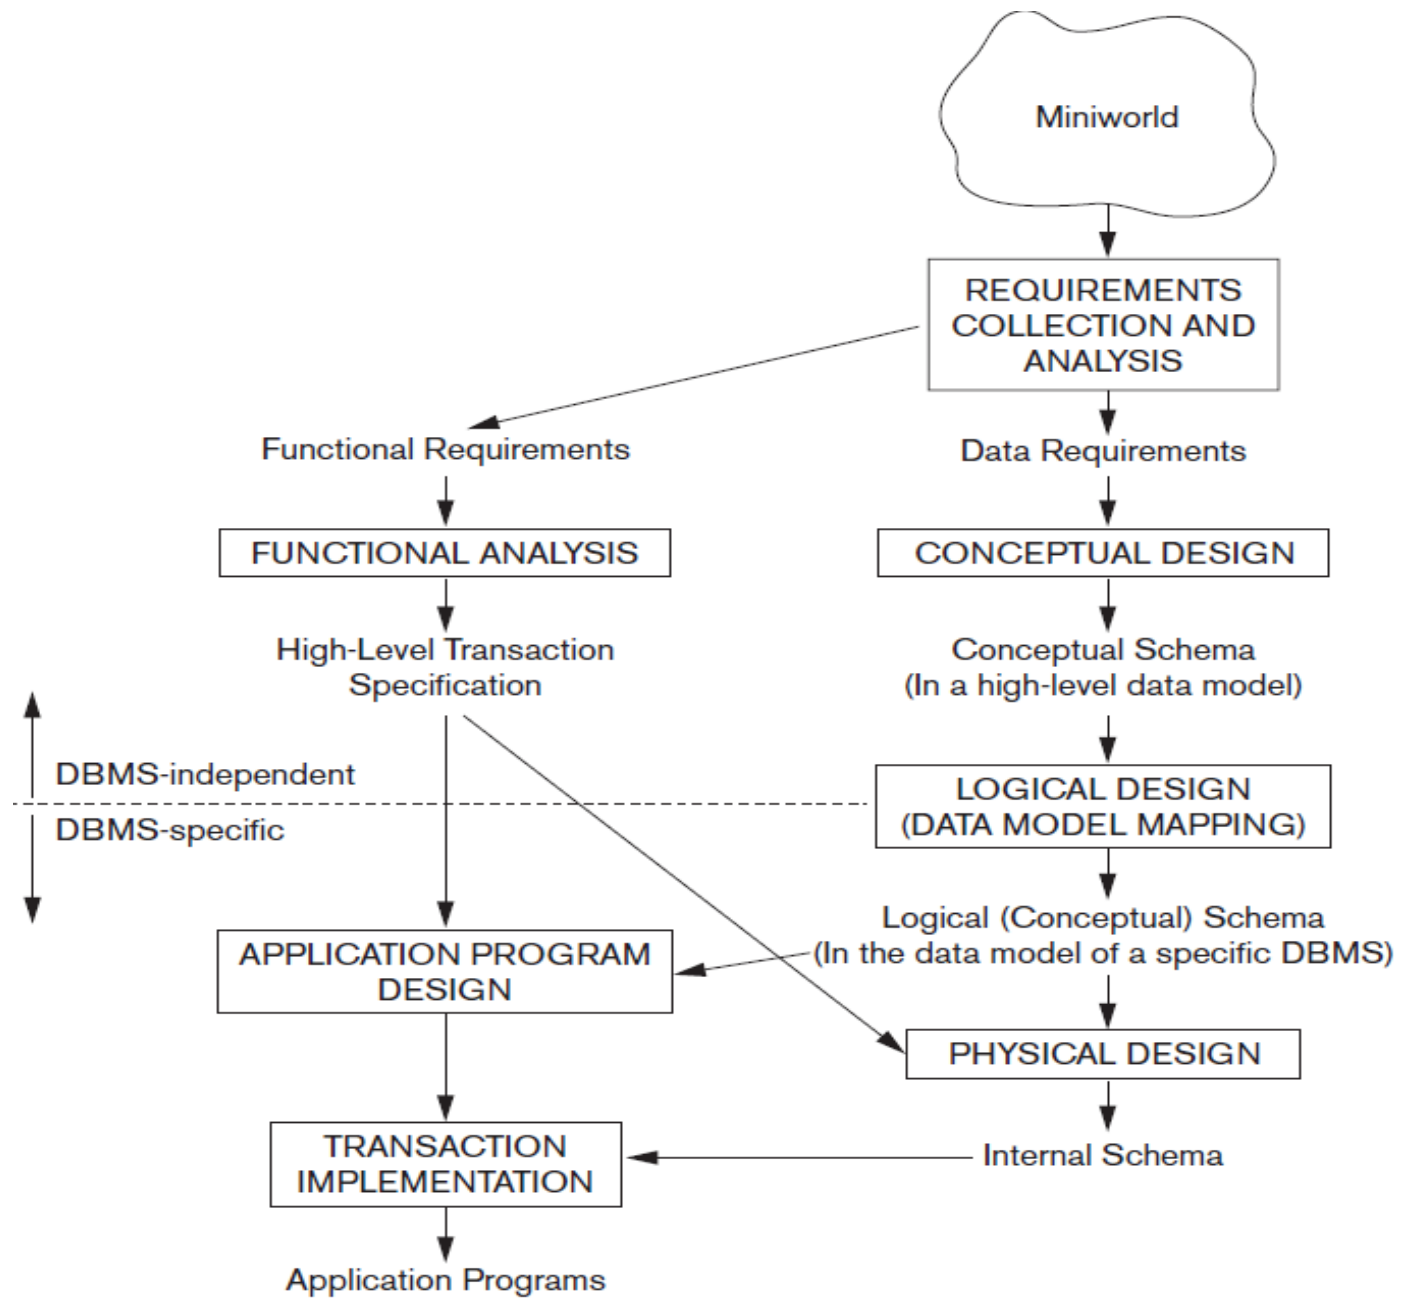 Miniworld
REQUIREMENTS
COLLECTION AND
ANALYSIS
Functional Requirements
Data Requirements
FUNCTIONAL ANALYSIS
CONCEPTUAL DESIGN
High-Level Transaction
Specification
Conceptual Schema
(In a high-level data model)
DBMS-independent
DBMS-specific
LOGICAL DESIGN
(DATA MODEL MAPPING)
Logical (Conceptual) Schema
(In the data model of a specific DBMS)
APPLICATION PROGRAM
DESIGN
PHYSICAL DESIGN
TRANSACTION
IMPLEMENTATION
Internal Schema
Application Programs